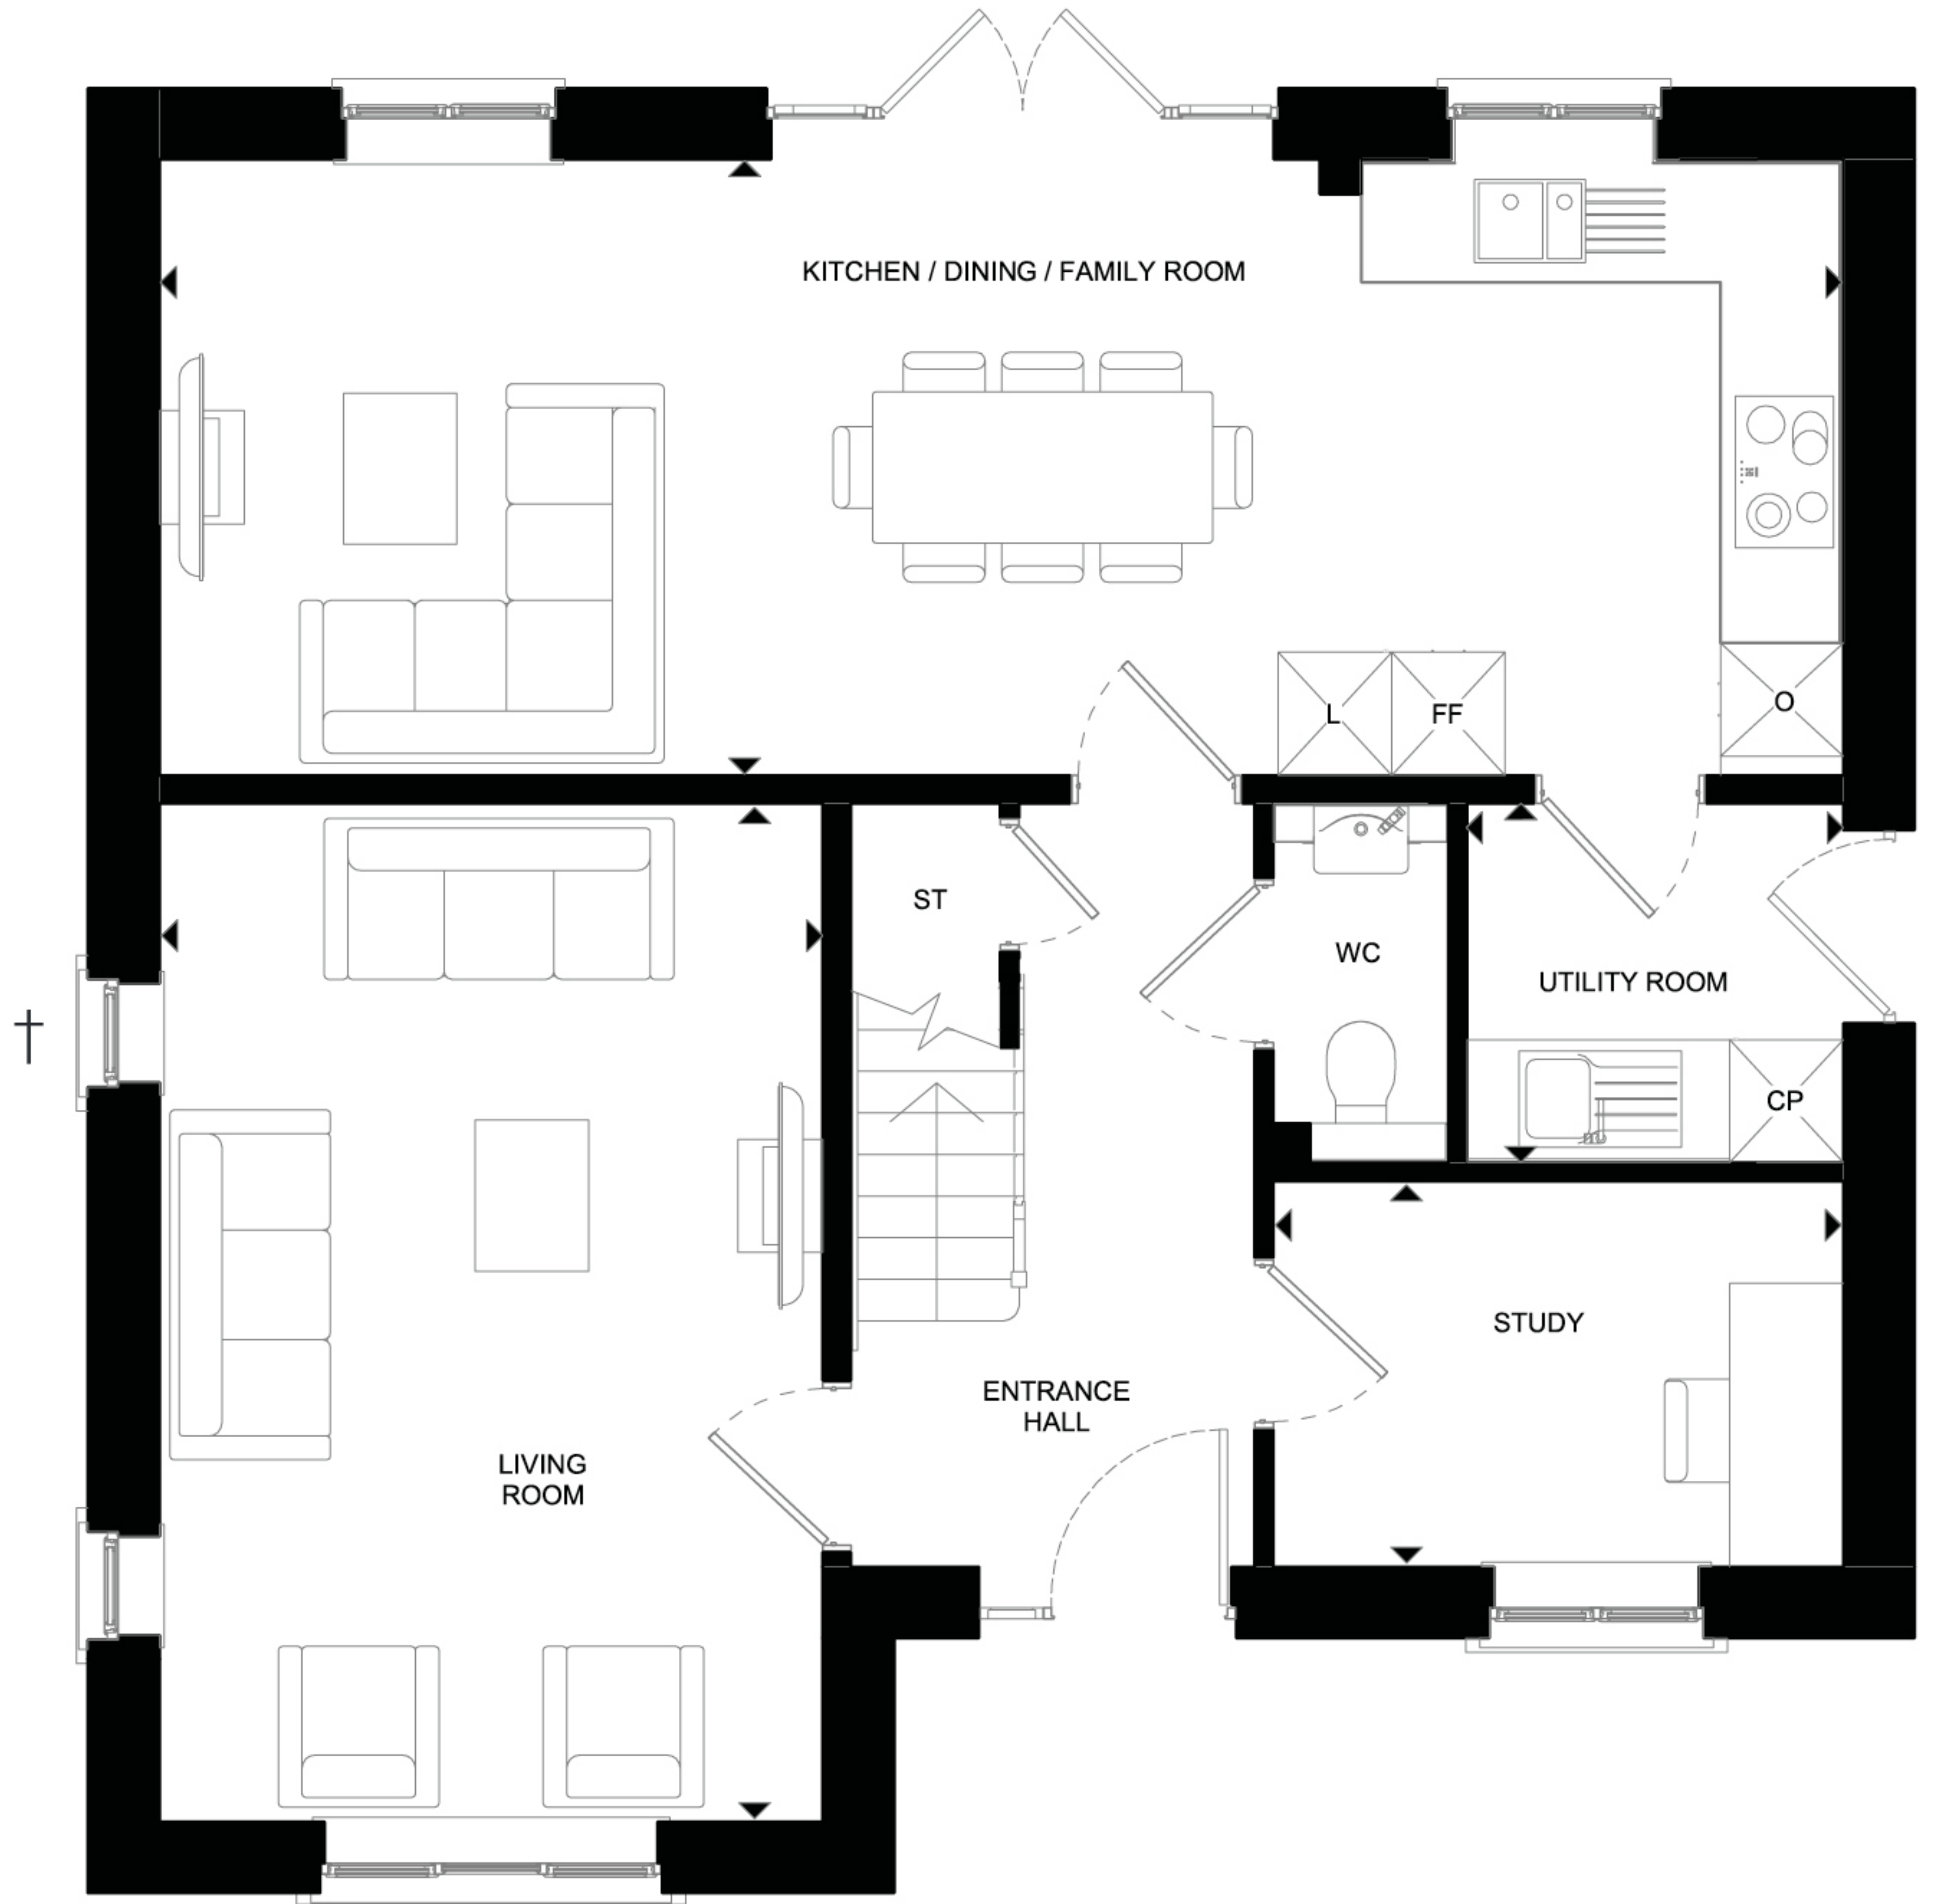 KITCHEN / DINING / FAMILY ROOM
L
FF
O
ST
WC
UTILITY ROOM
†
CP
STUDY
ENTRANCE
HALL
LIVING
ROOM